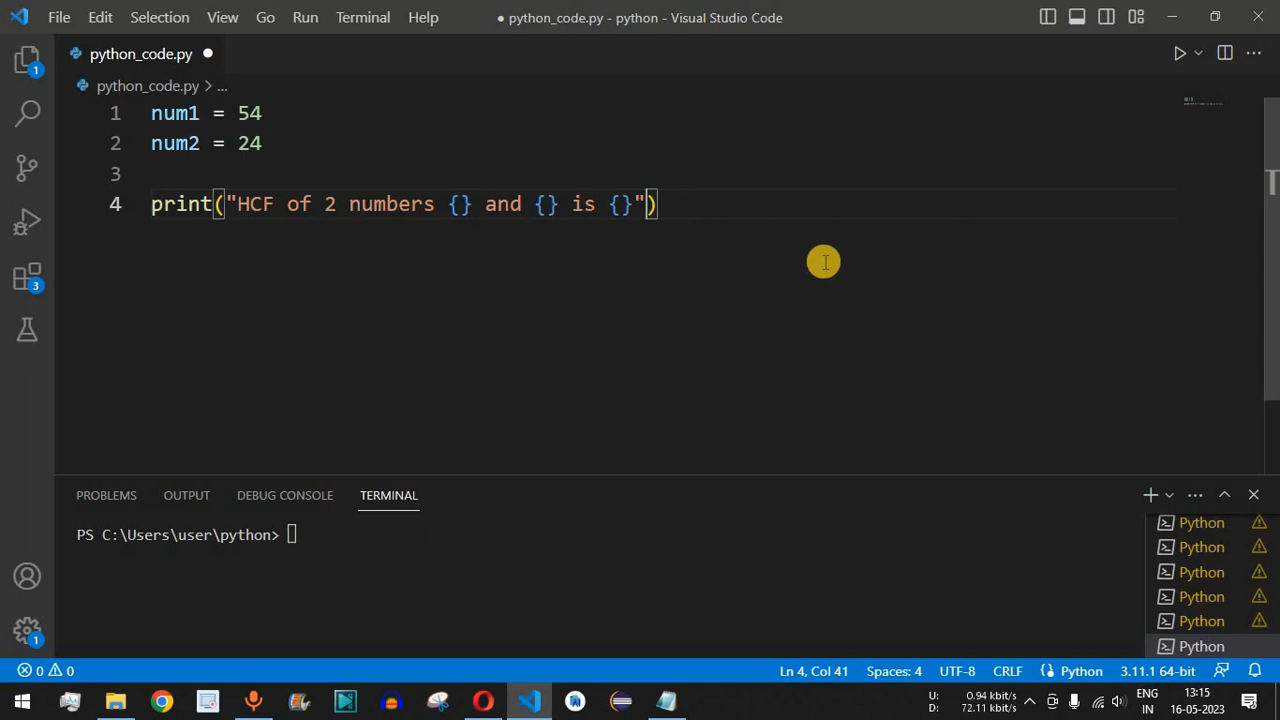 File Edit Selection View Go Run Terminal Help
● python_code.py - python - Visual Studio Code
python_code.py ●
python_code.py > ...
1 num1 = 54
2 num2 = 24
3
4 print("HCF of 2 numbers {} and {} is {}")
PROBLEMS OUTPUT DEBUG CONSOLE TERMINAL
PS C:\Users\user\python>
Python
Python
Python
Python
Python
Python
1
3
1
0 0 Ln 4, Col 41 Spaces: 4 UTF-8 CRLF Python 3.11.1 64-bit
U: 0.94 kbit/s
D: 72.11 kbit/s
ENG
IN
13:15
16-05-2023